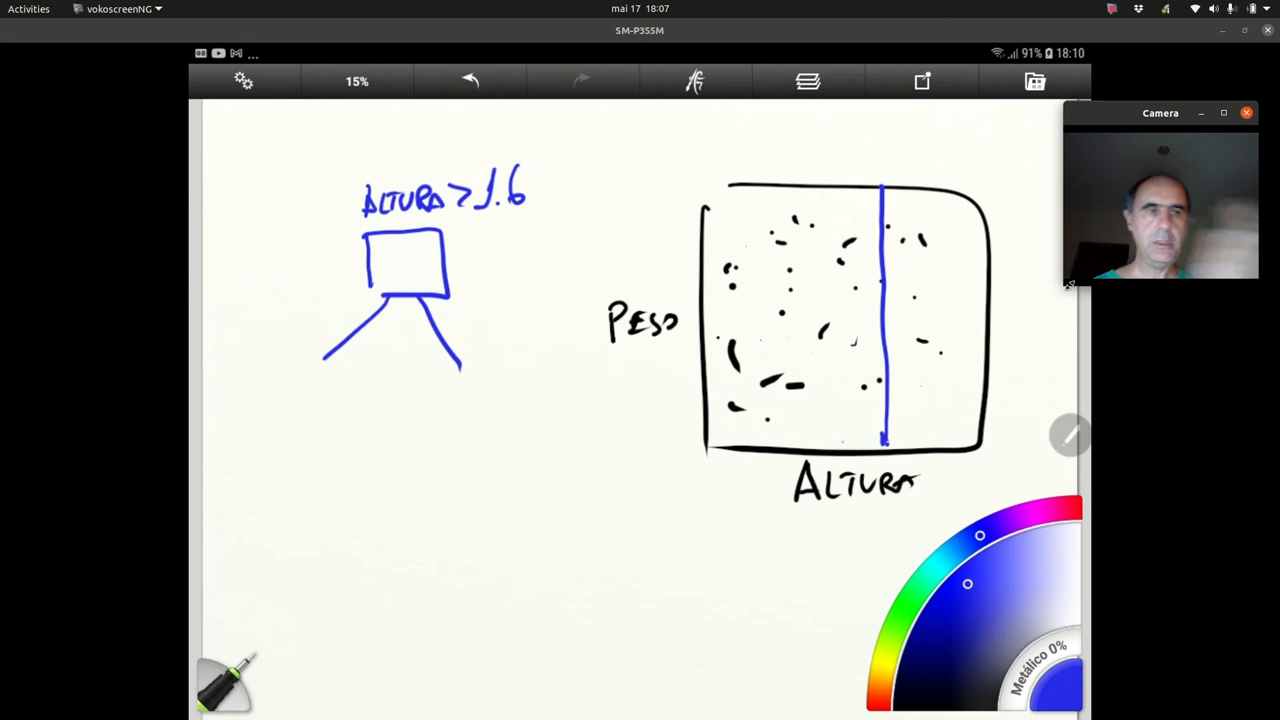 Activities vokoscreenNG mai 17 18:07
SM-P355M
... 91% 18:10
15%
Camera
ALTURA > 1.6
PESO
ALTURA
Metálico 0%